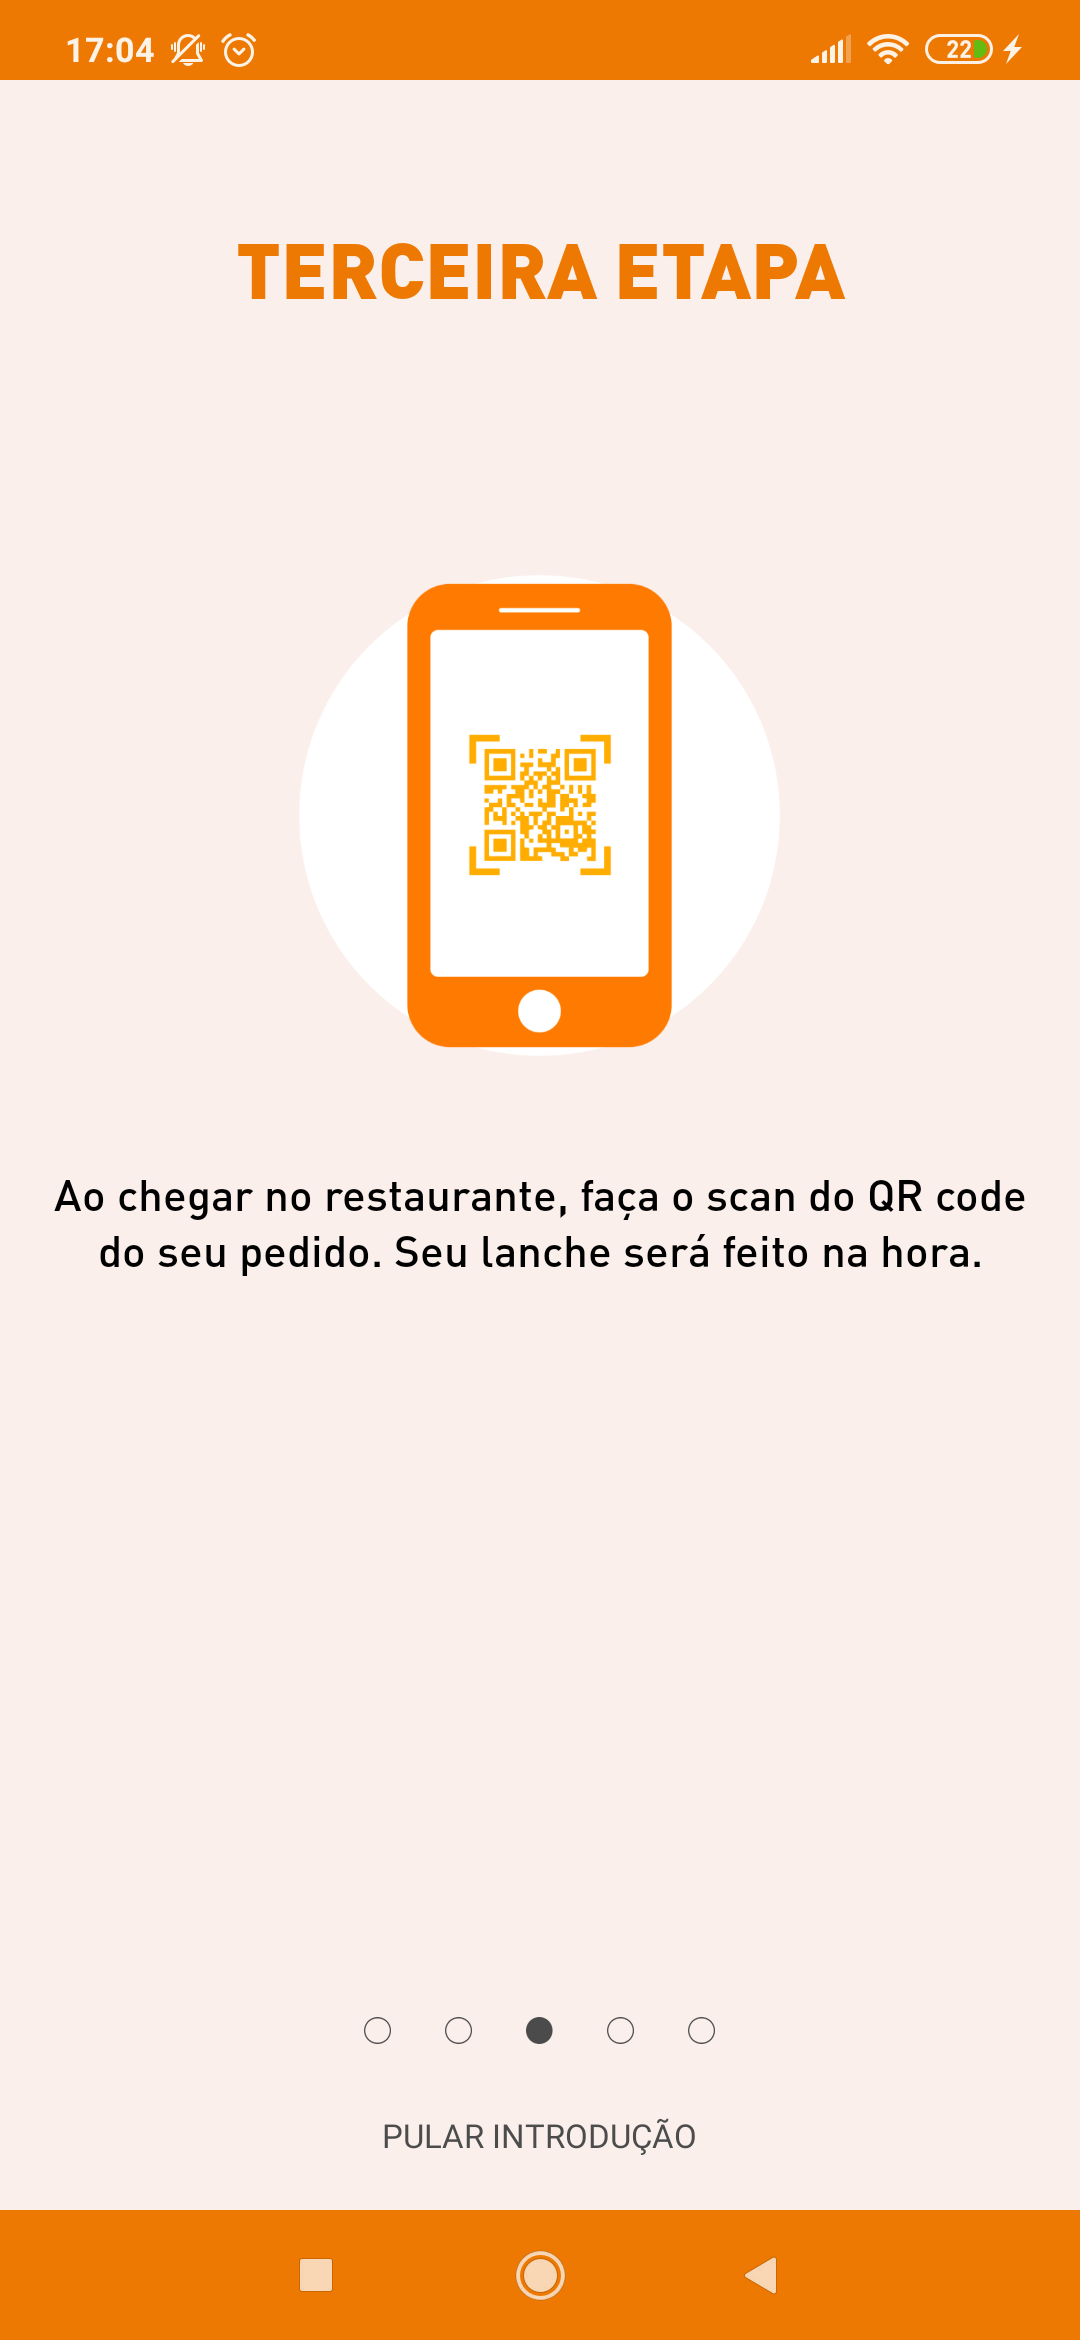 17:04
22
TERCEIRA ETAPA
Ao chegar no restaurante, faça o scan do QR code
do seu pedido. Seu lanche será feito na hora.
PULAR INTRODUÇÃO